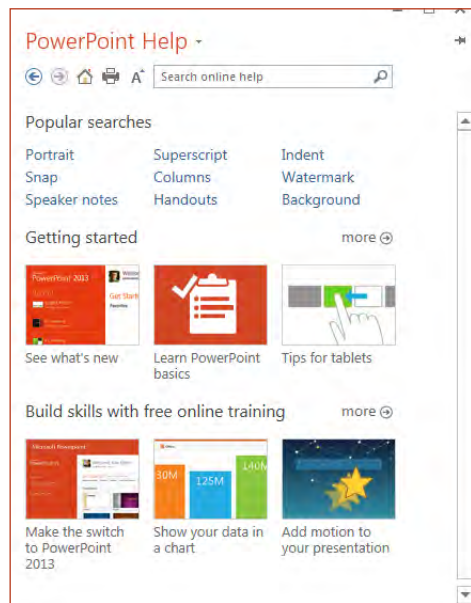 PowerPoint Help
A
Search online help
Popular searches
Portrait Superscript Indent
Snap Columns Watermark
Speaker notes Handouts Background
Getting started more
PowerPoint 2013
See what's new Learn PowerPoint basics Tips for tablets
Build skills with free online training more
Microsoft Powerpoint
125M 140M
Make the switch to PowerPoint 2013 Show your data in a chart Add motion to your presentation